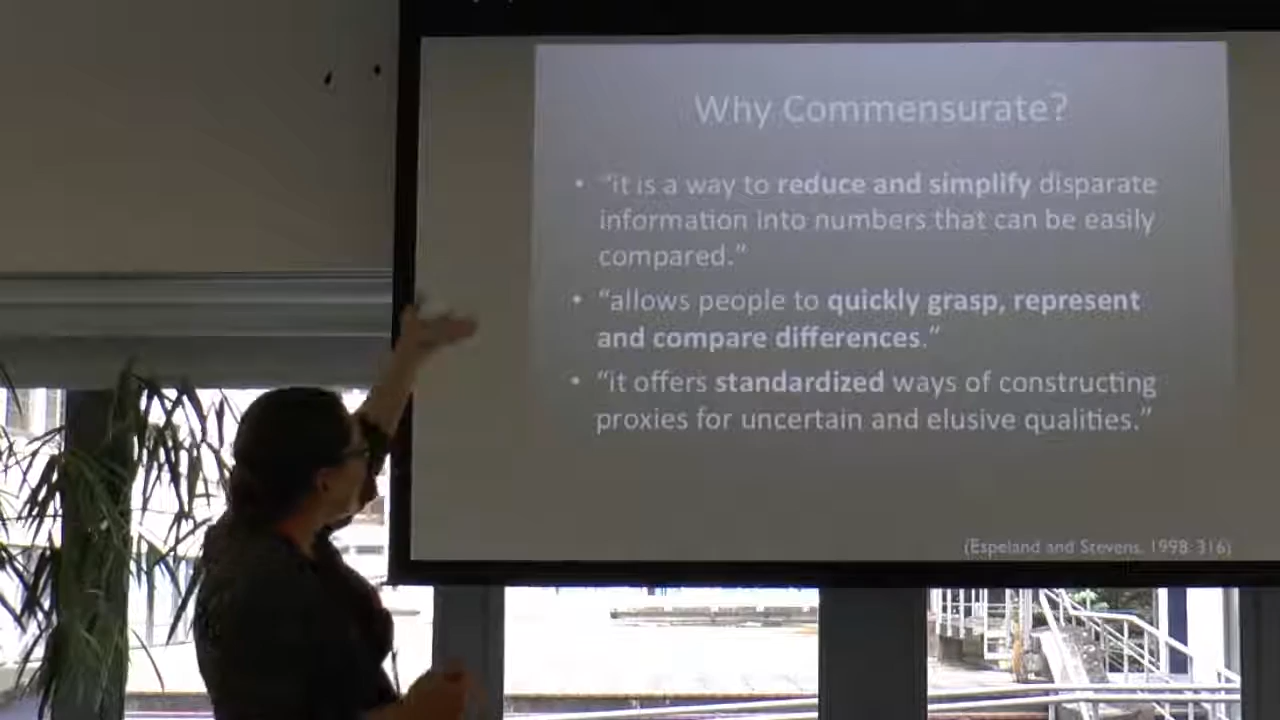 Why Commensurate?
• "it is a way to reduce and simplify disparate
information into numbers that can be easily
compared."
• "allows people to quickly grasp, represent
and compare differences."
• "it offers standardized ways of constructing
proxies for uncertain and elusive qualities."
(Espeland and Stevens, 1998: 316)